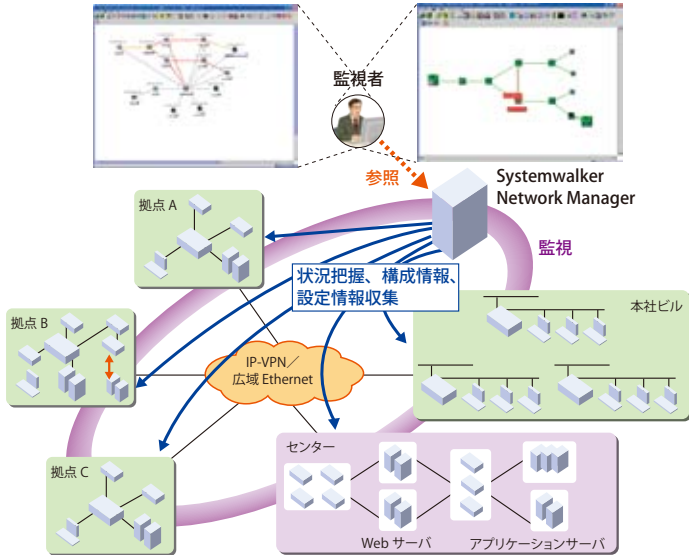 監視者
参照
Systemwalker
Network Manager
監視
拠点 A
状況把握、構成情報、
設定情報収集
本社ビル
拠点 B
IP-VPN／
広域 Ethernet
センター
拠点 C
Web サーバ
アプリケーションサーバ